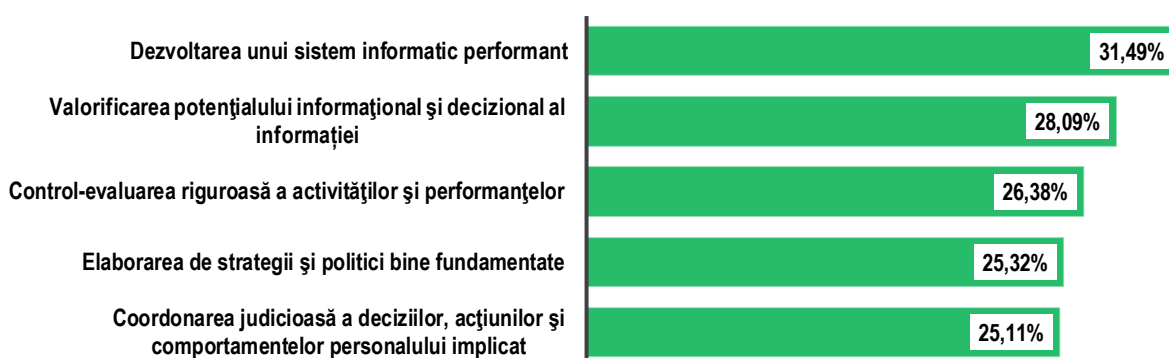 Dezvoltarea unui sistem informatic performant
31,49%
Valorificarea potenţialului informaţional şi decizional al
informației
28,09%
Control-evaluarea riguroasă a activităţilor şi performanţelor
26,38%
Elaborarea de strategii şi politici bine fundamentate
25,32%
Coordonarea judicioasă a deciziilor, acţiunilor şi
comportamentelor personalului implicat
25,11%